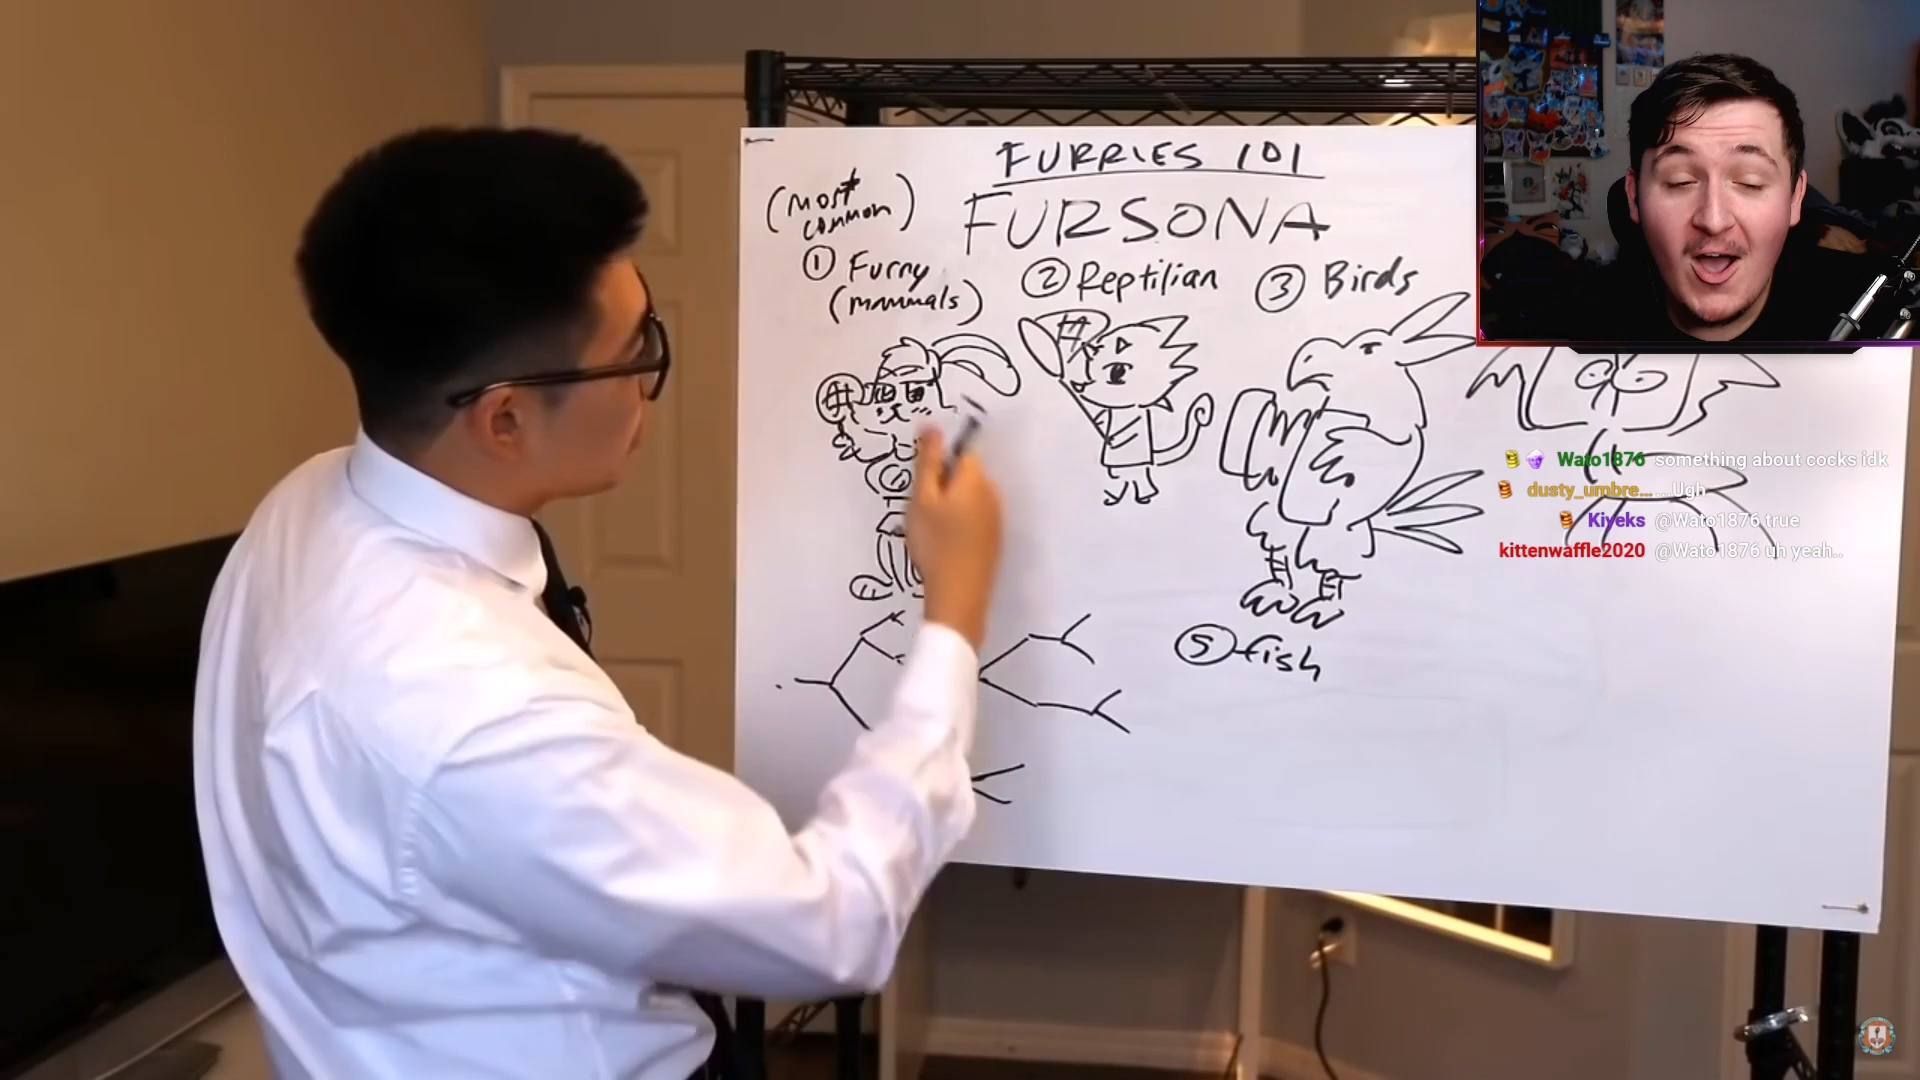 FURRIES 101
(most
common)
FURSONA
① Furry
(mammals)
② Reptilian
③ Birds
⑤ fish
Wato1876 something about cocks idk
dusty_umbre... ...Ugh
Kiyeks @Wato1876 true
kittenwaffle2020 @Wato1876 uh yeah..